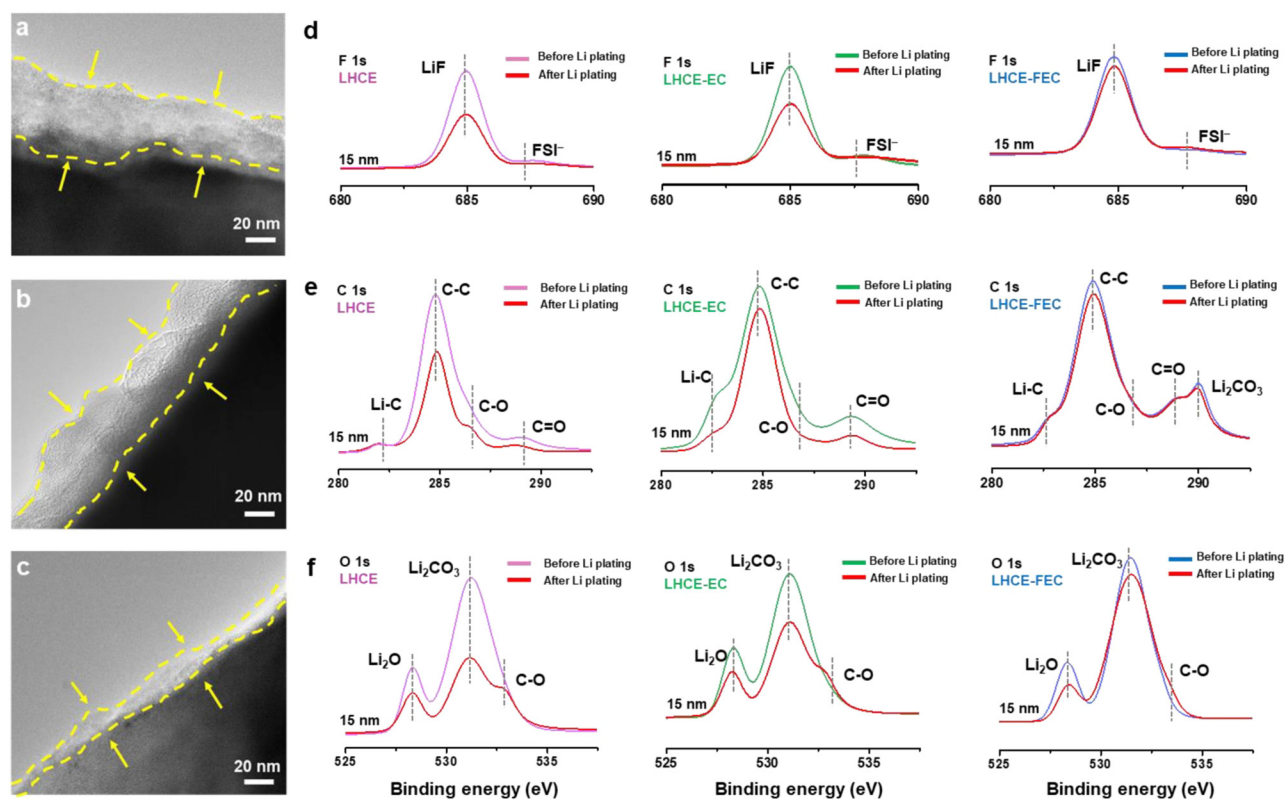 a
20 nm
b
20 nm
c
20 nm
d
F 1s
LHCE
LiF
Before Li plating
After Li plating
FSI⁻
15 nm
680 685 690
F 1s
LHCE-EC
LiF
Before Li plating
After Li plating
FSI⁻
15 nm
680 685 690
F 1s
LHCE-FEC
LiF
Before Li plating
After Li plating
FSI⁻
15 nm
680 685 690
e
C 1s
LHCE
C-C
Before Li plating
After Li plating
Li-C
C-O
C=O
15 nm
280 285 290
C 1s
LHCE-EC
C-C
Before Li plating
After Li plating
Li-C
C-O
C=O
15 nm
280 285 290
C 1s
LHCE-FEC
C-C
Before Li plating
After Li plating
Li-C
C-O
C=O
Li₂CO₃
15 nm
280 285 290
f
O 1s
LHCE
Li₂CO₃
Before Li plating
After Li plating
Li₂O
C-O
15 nm
525 530 535
Binding energy (eV)
O 1s
LHCE-EC
Li₂CO₃
Before Li plating
After Li plating
Li₂O
C-O
15 nm
525 530 535
Binding energy (eV)
O 1s
LHCE-FEC
Li₂CO₃
Before Li plating
After Li plating
Li₂O
C-O
15 nm
525 530 535
Binding energy (eV)